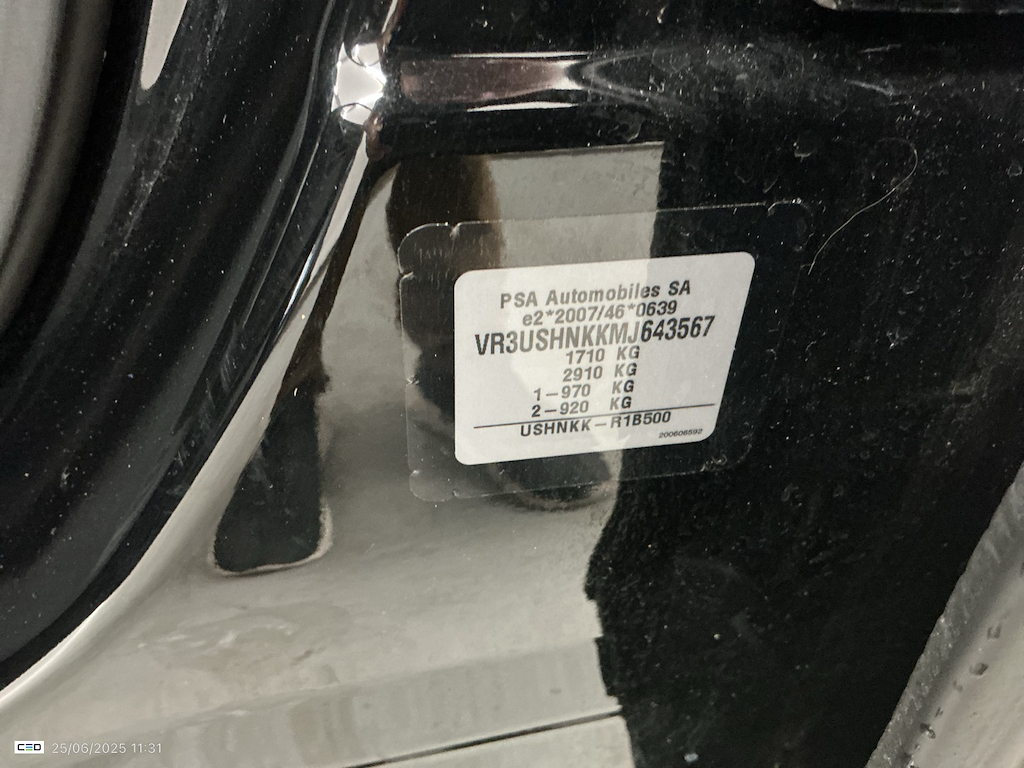 PSA Automobiles SA
e2*2007/46*0639
VR3USHNKKMJ643567
1710 KG
2910 KG
1-970 KG
2-920 KG
USHNKK-R1B500
200606592
CEO 25/06/2025 11:31